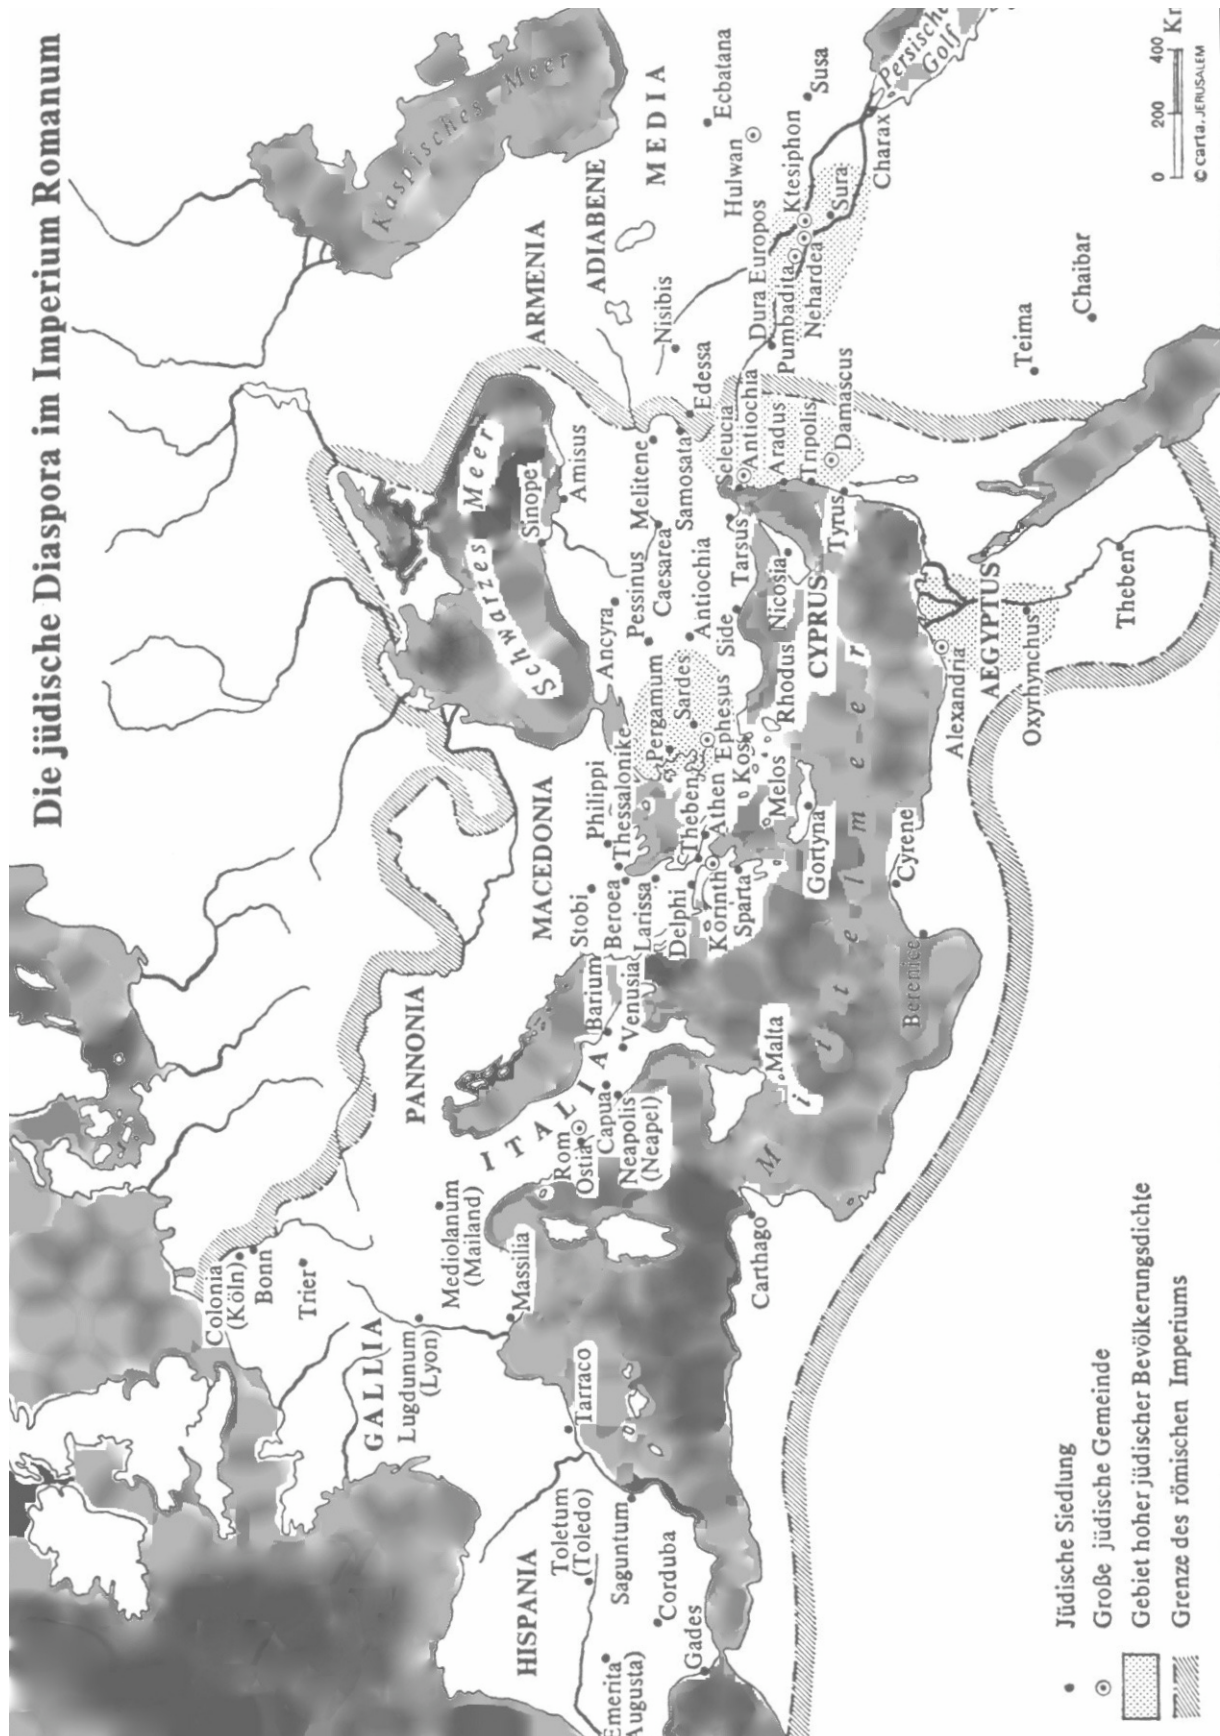 Die jüdische Diaspora im Imperium Romanum
Kaspisches Meer
Schwarzes Meer
Mittelmeer
Persischer
Golf
HISPANIA
GALLIA
ITALIA
PANNONIA
MACEDONIA
ARMENIA
ADIABENE
MEDIA
CYPRUS
AEGYPTUS
Colonia
(Köln)
Bonn
Trier
Lugdunum
(Lyon)
Mediolanum
(Mailand)
Massilia
Tarraco
Toletum
(Toledo)
Saguntum
Corduba
Gades
Emerita
Augusta)
Rom
Ostia
Capua
Neapolis
(Neapel)
Barium
Venusia
Malta
Carthago
Stobi
Beroea
Larissa
Delphi
Korinth
Sparta
Philippi
Thessalonike
Theben
Athen
Melos
Gortyna
Cyrene
Berenice
Pergamum
Sardes
Ephesus
Kos
Rhodus
Ancyra
Pessinus
Caesarea
Antiochia
Side
Tarsus
Nicosia
Sinope
Amisus
Melitene
Samosata
Seleucia
Antiochia
Aradus
Tripolis
Damascus
Tyrus
Edessa
Nisibis
Dura Europos
Pumbadita
Nehardea
Hulwan
Ktesiphon
Sura
Ecbatana
Susa
Charax
Teima
Chaibar
Alexandria
Oxyrhynchus
Theben
Jüdische Siedlung
Große jüdische Gemeinde
Gebiet hoher jüdischer Bevölkerungsdichte
Grenze des römischen Imperiums
0 200 400 Km
© carta, JERUSALEM